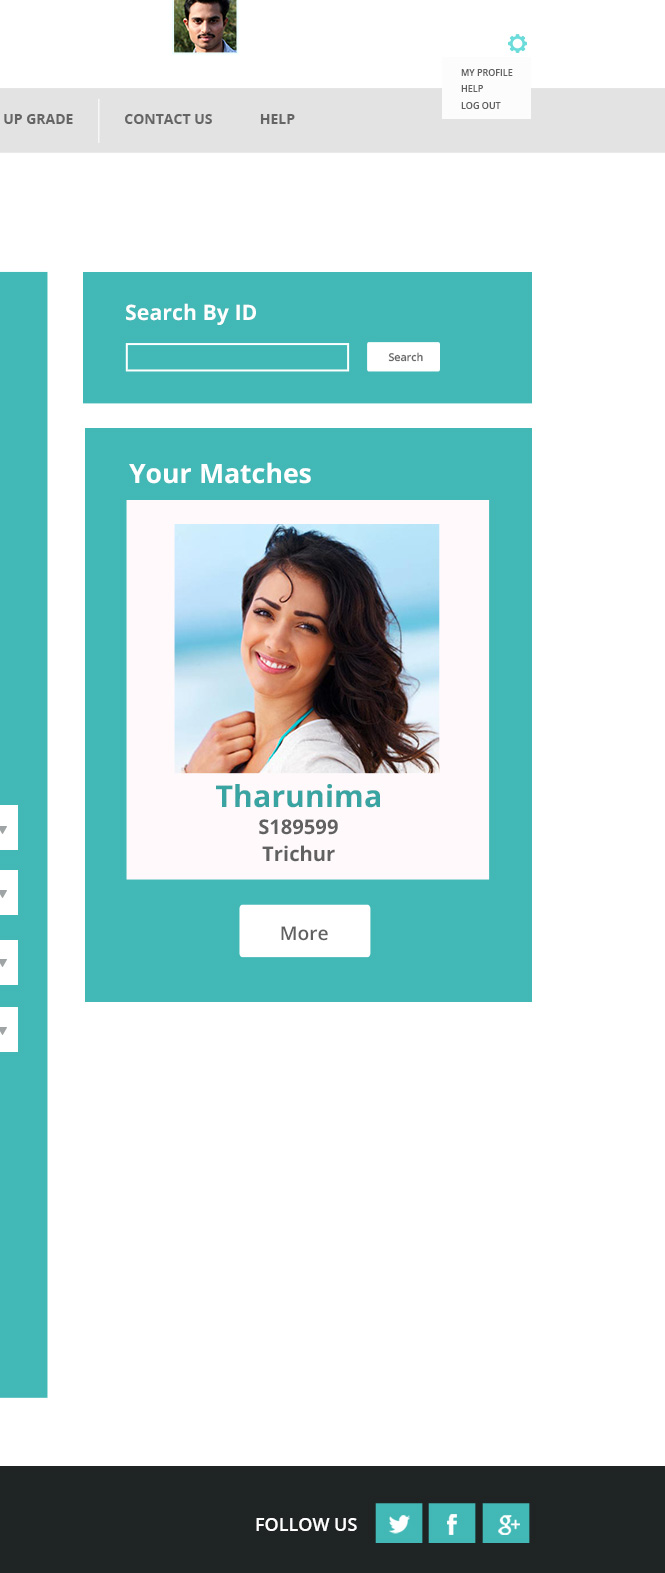 MY PROFILE
HELP
LOG OUT
UP GRADE
CONTACT US
HELP
Search By ID
Search
Your Matches
Tharunima
S189599
Trichur
More
FOLLOW US